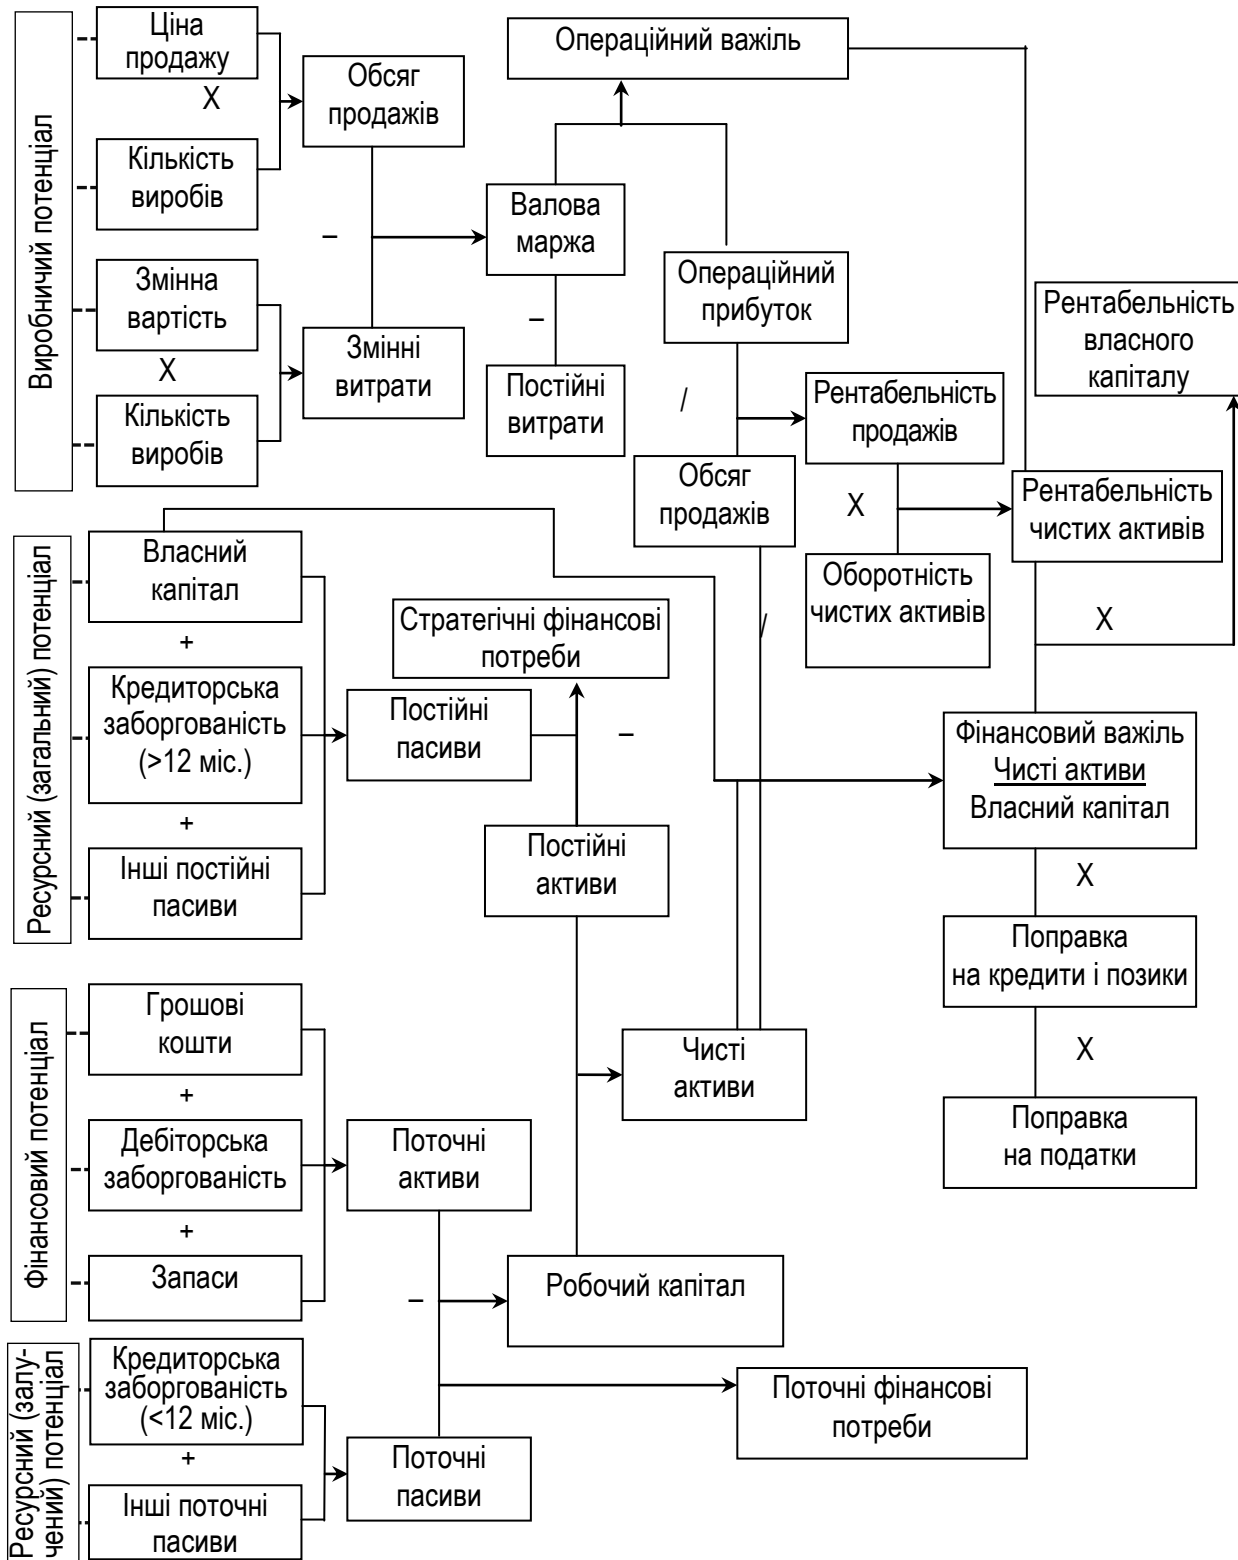 Виробничий потенціал
Ціна
продажу
X
Кількість
виробів
Змінна
вартість
X
Кількість
виробів
Обсяг
продажів
–
Змінні
витрати
Операційний важіль
Валова
маржа
–
Постійні
витрати
Операційний
прибуток
/
Обсяг
продажів
/
Рентабельність
продажів
X
Оборотність
чистих активів
Рентабельність
власного
капіталу
Рентабельність
чистих активів
X
Фінансовий важіль
Чисті активи
Власний капітал
X
Поправка
на кредити і позики
X
Поправка
на податки
Ресурсний (загальний) потенціал
Власний
капітал
+
Кредиторська
заборгованість
(>12 міс.)
+
Інші постійні
пасиви
Стратегічні фінансові
потреби
Постійні
пасиви
–
Постійні
активи
Чисті
активи
Фінансовий потенціал
Грошові
кошти
+
Дебіторська
заборгованість
+
Запаси
Поточні
активи
–
Робочий капітал
Поточні фінансові
потреби
Ресурсний (залу-
чений) потенціал
Кредиторська
заборгованість
(<12 міс.)
+
Інші поточні
пасиви
Поточні
пасиви